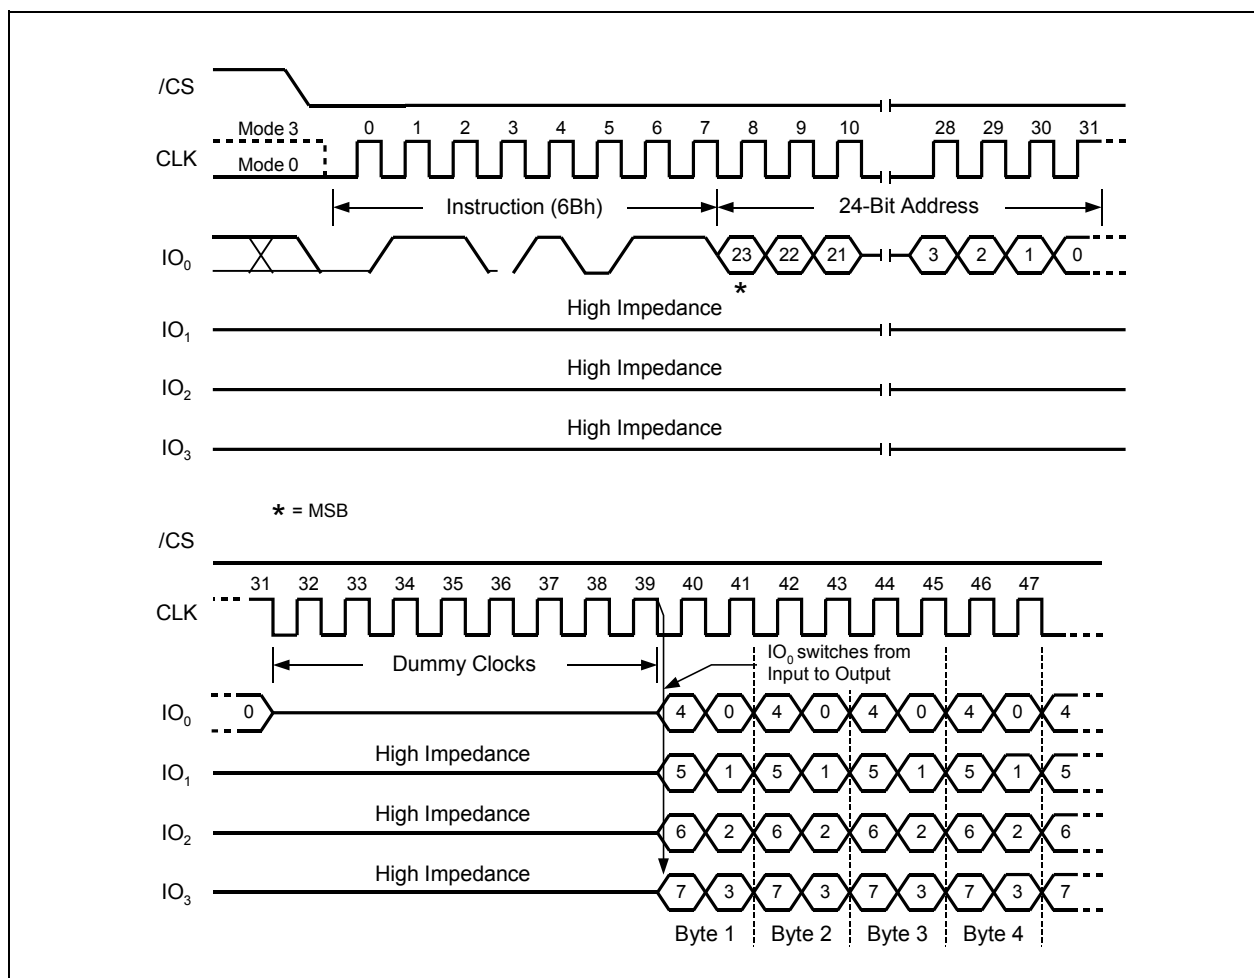 /CS
Mode 3
0 1 2 3 4 5 6 7 8 9 10 28 29 30 31
CLK
Mode 0
Instruction (6Bh) 24-Bit Address
IO0 23 22 21 3 2 1 0
*
High Impedance
IO1
High Impedance
IO2
High Impedance
IO3
* = MSB
/CS
31 32 33 34 35 36 37 38 39 40 41 42 43 44 45 46 47
CLK
Dummy Clocks
IO0 switches from
Input to Output
IO0 0 4 0 4 0 4 0 4 0 4
High Impedance
IO1 5 1 5 1 5 1 5 1 5
High Impedance
IO2 6 2 6 2 6 2 6 2 6
High Impedance
IO3 7 3 7 3 7 3 7 3 7
Byte 1 Byte 2 Byte 3 Byte 4